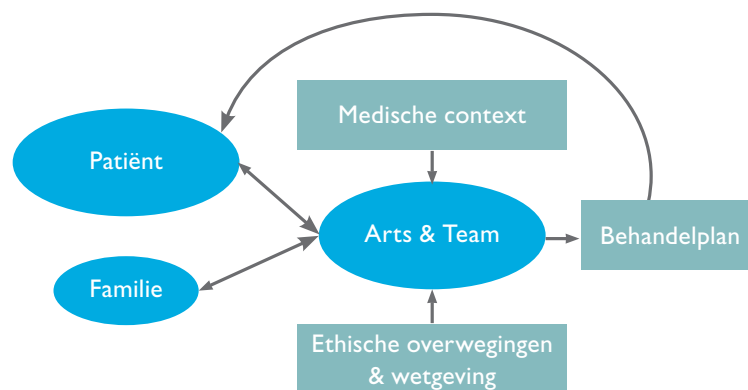 Medische context
Patiënt
Arts & Team
Behandelplan
Familie
Ethische overwegingen
& wetgeving